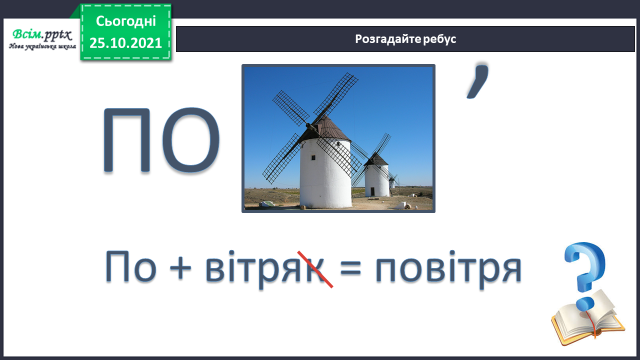 Всім.pptx
Нова українська школа
Сьогодні
25.10.2021
Розгадайте ребус
ПО ,
По + вітряк = повітря